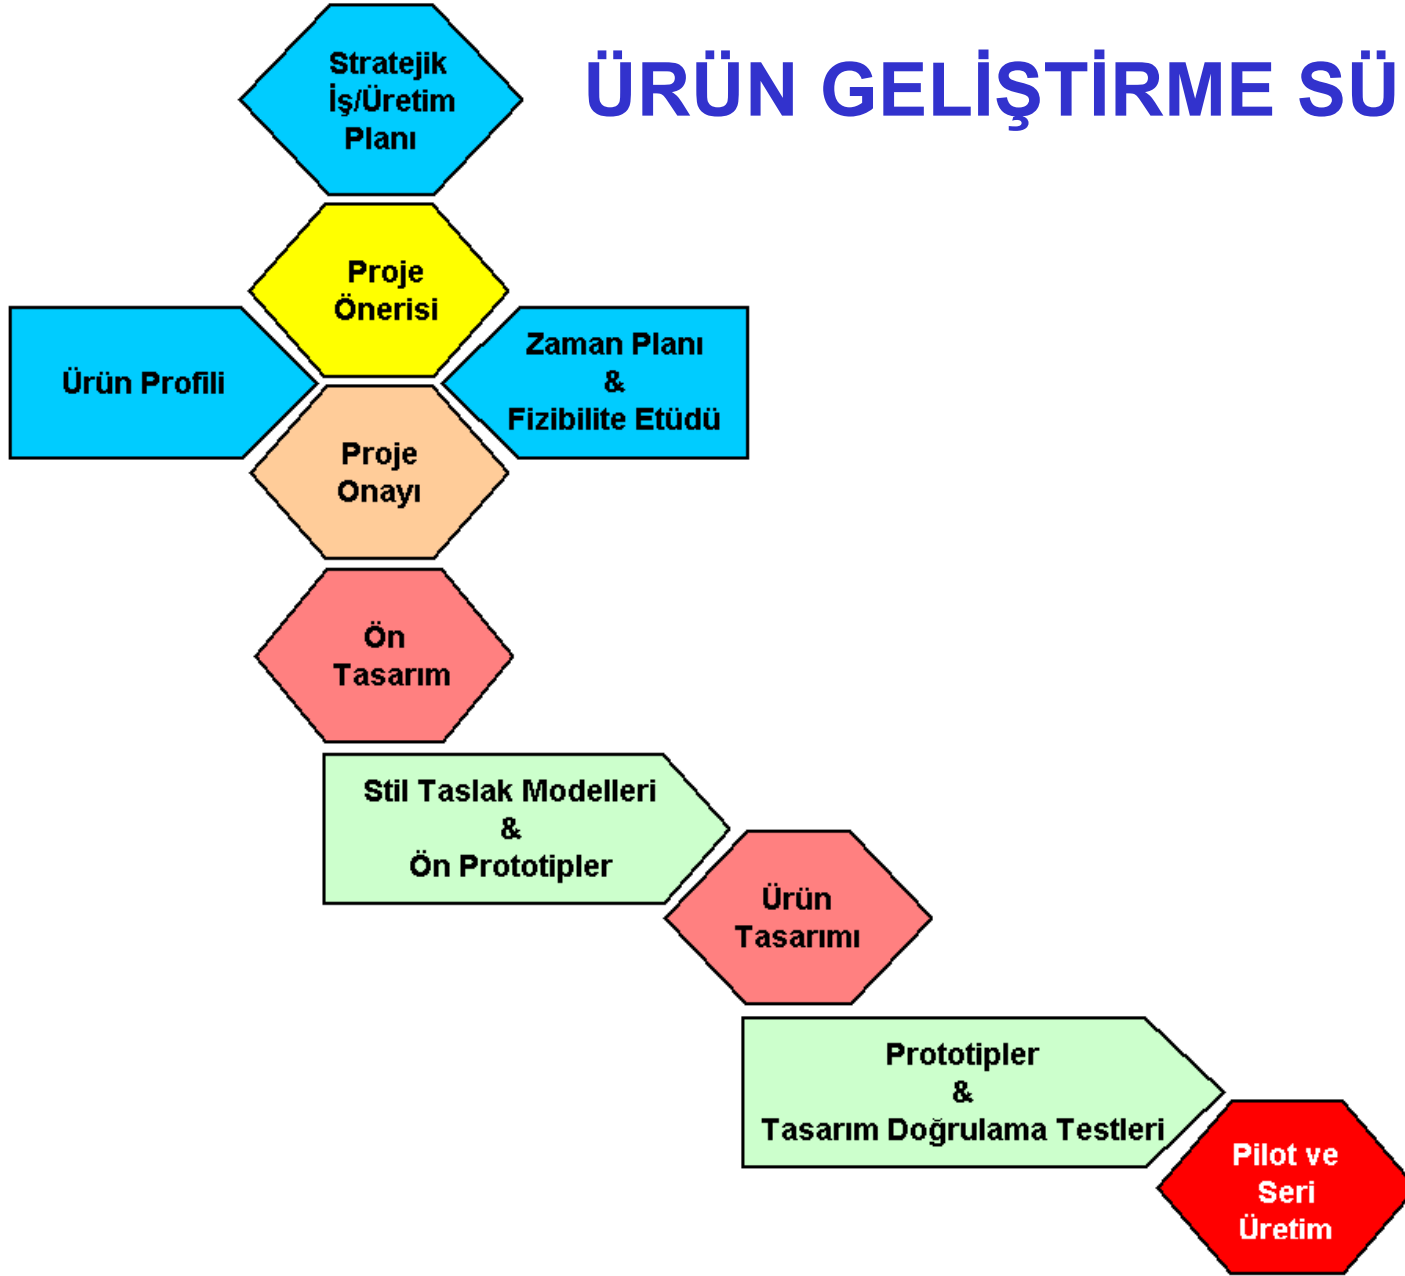 ÜRÜN GELİŞTİRME SÜ
Stratejik
İş/Üretim
Planı
Proje
Önerisi
Ürün Profili
Zaman Planı
&
Fizibilite Etüdü
Proje
Onayı
Ön
Tasarım
Stil Taslak Modelleri
&
Ön Prototipler
Ürün
Tasarımı
Prototipler
&
Tasarım Doğrulama Testleri
Pilot ve
Seri
Üretim